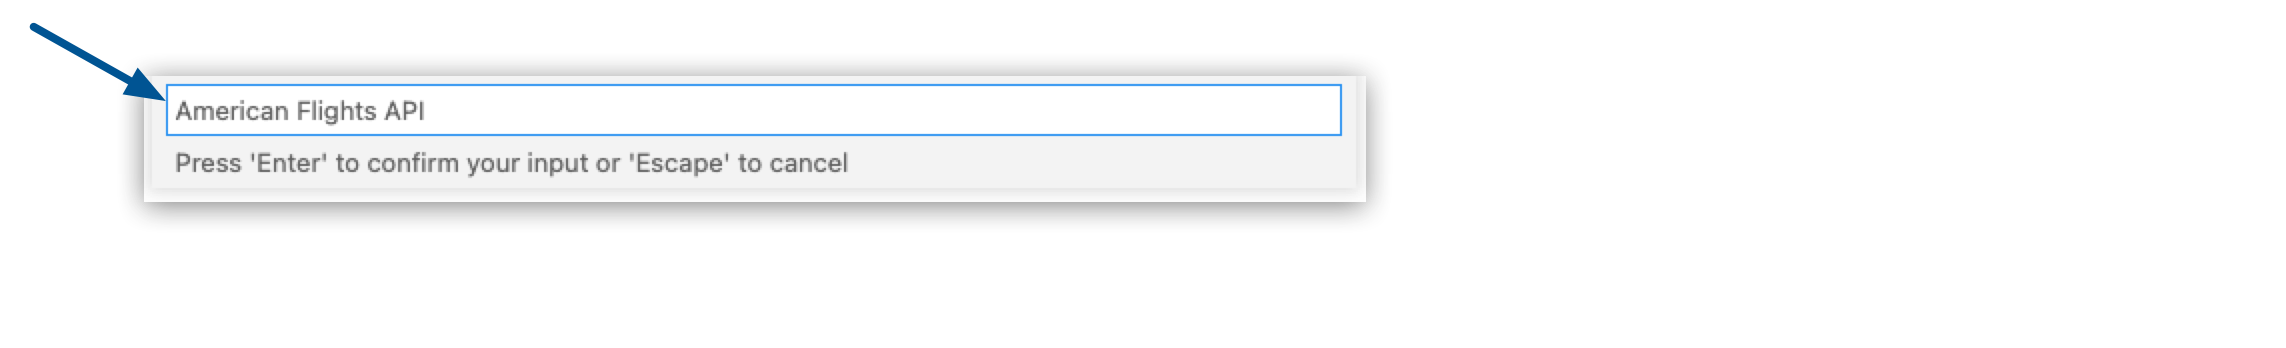 American Flights API
Press 'Enter' to confirm your input or 'Escape' to cancel